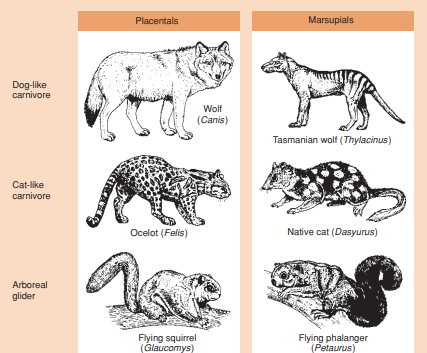 Placentals
Marsupials
Dog-like
carnivore
Wolf
(Canis)
Tasmanian wolf (Thylacinus)
Cat-like
carnivore
Ocelot (Felis)
Native cat (Dasyurus)
Arboreal
glider
Flying squirrel
(Glaucomys)
Flying phalanger
(Petaurus)